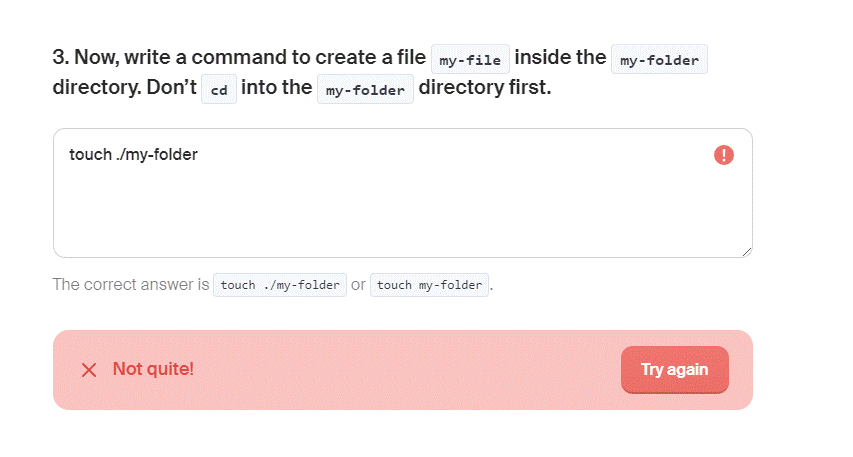 3. Now, write a command to create a file my-file inside the my-folder
directory. Don’t cd into the my-folder directory first.
touch ./my-folder
The correct answer is touch ./my-folder or touch my-folder.
Not quite!
Try again